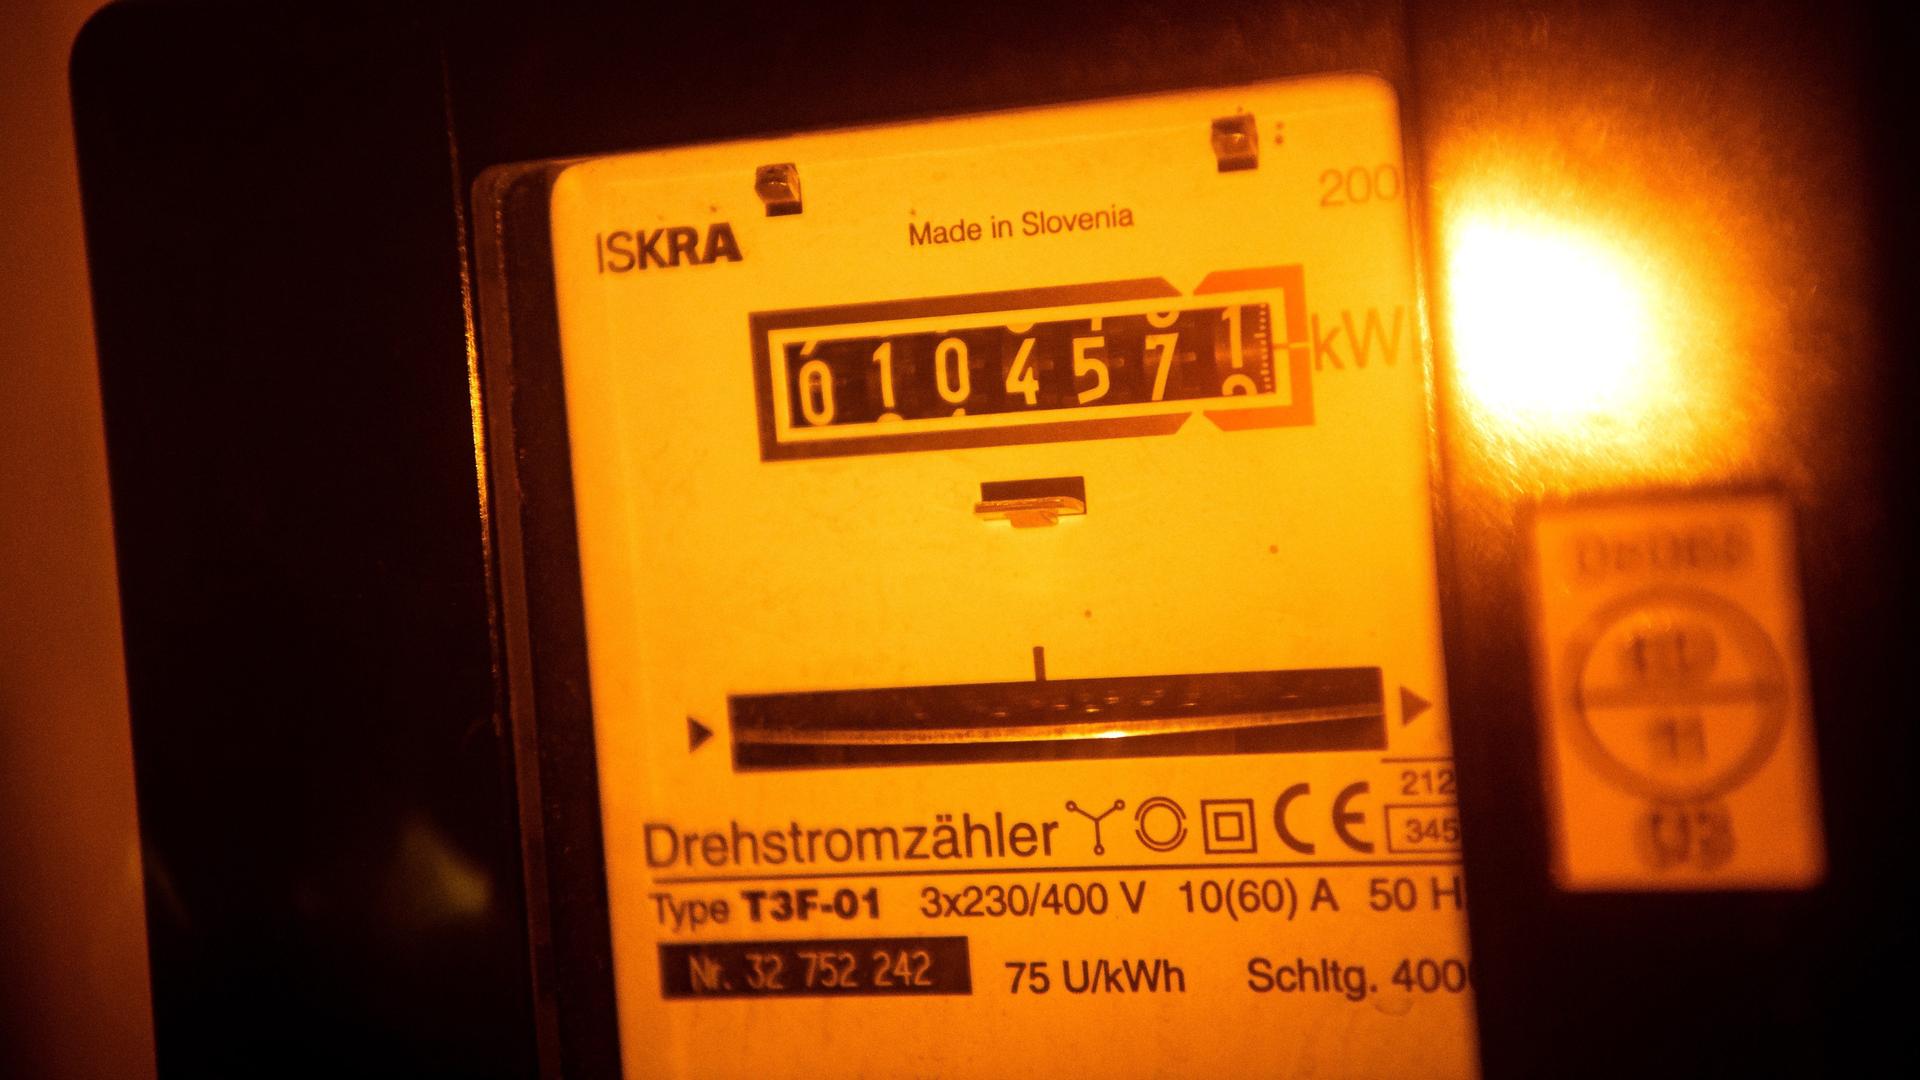 200
Made in Slovenia
ISKRA
0104571
kW
Drehstromzähler CE
212
345
Type T3F-01 3x230/400 V 10(60) A 50 H
Nr. 32 752 242 75 U/kWh Schltg. 400